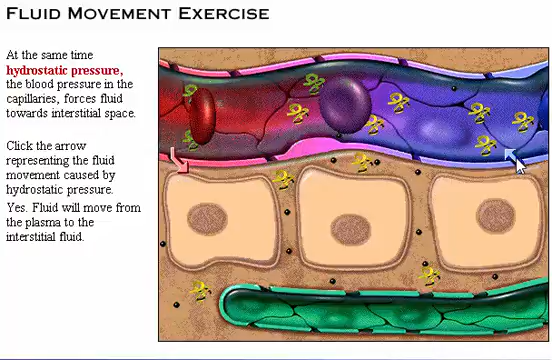 FLUID MOVEMENT EXERCISE
At the same time
hydrostatic pressure,
the blood pressure in the
capillaries, forces fluid
towards interstitial space.
Click the arrow
representing the fluid
movement caused by
hydrostatic pressure.
Yes. Fluid will move from
the plasma to the
interstitial fluid.